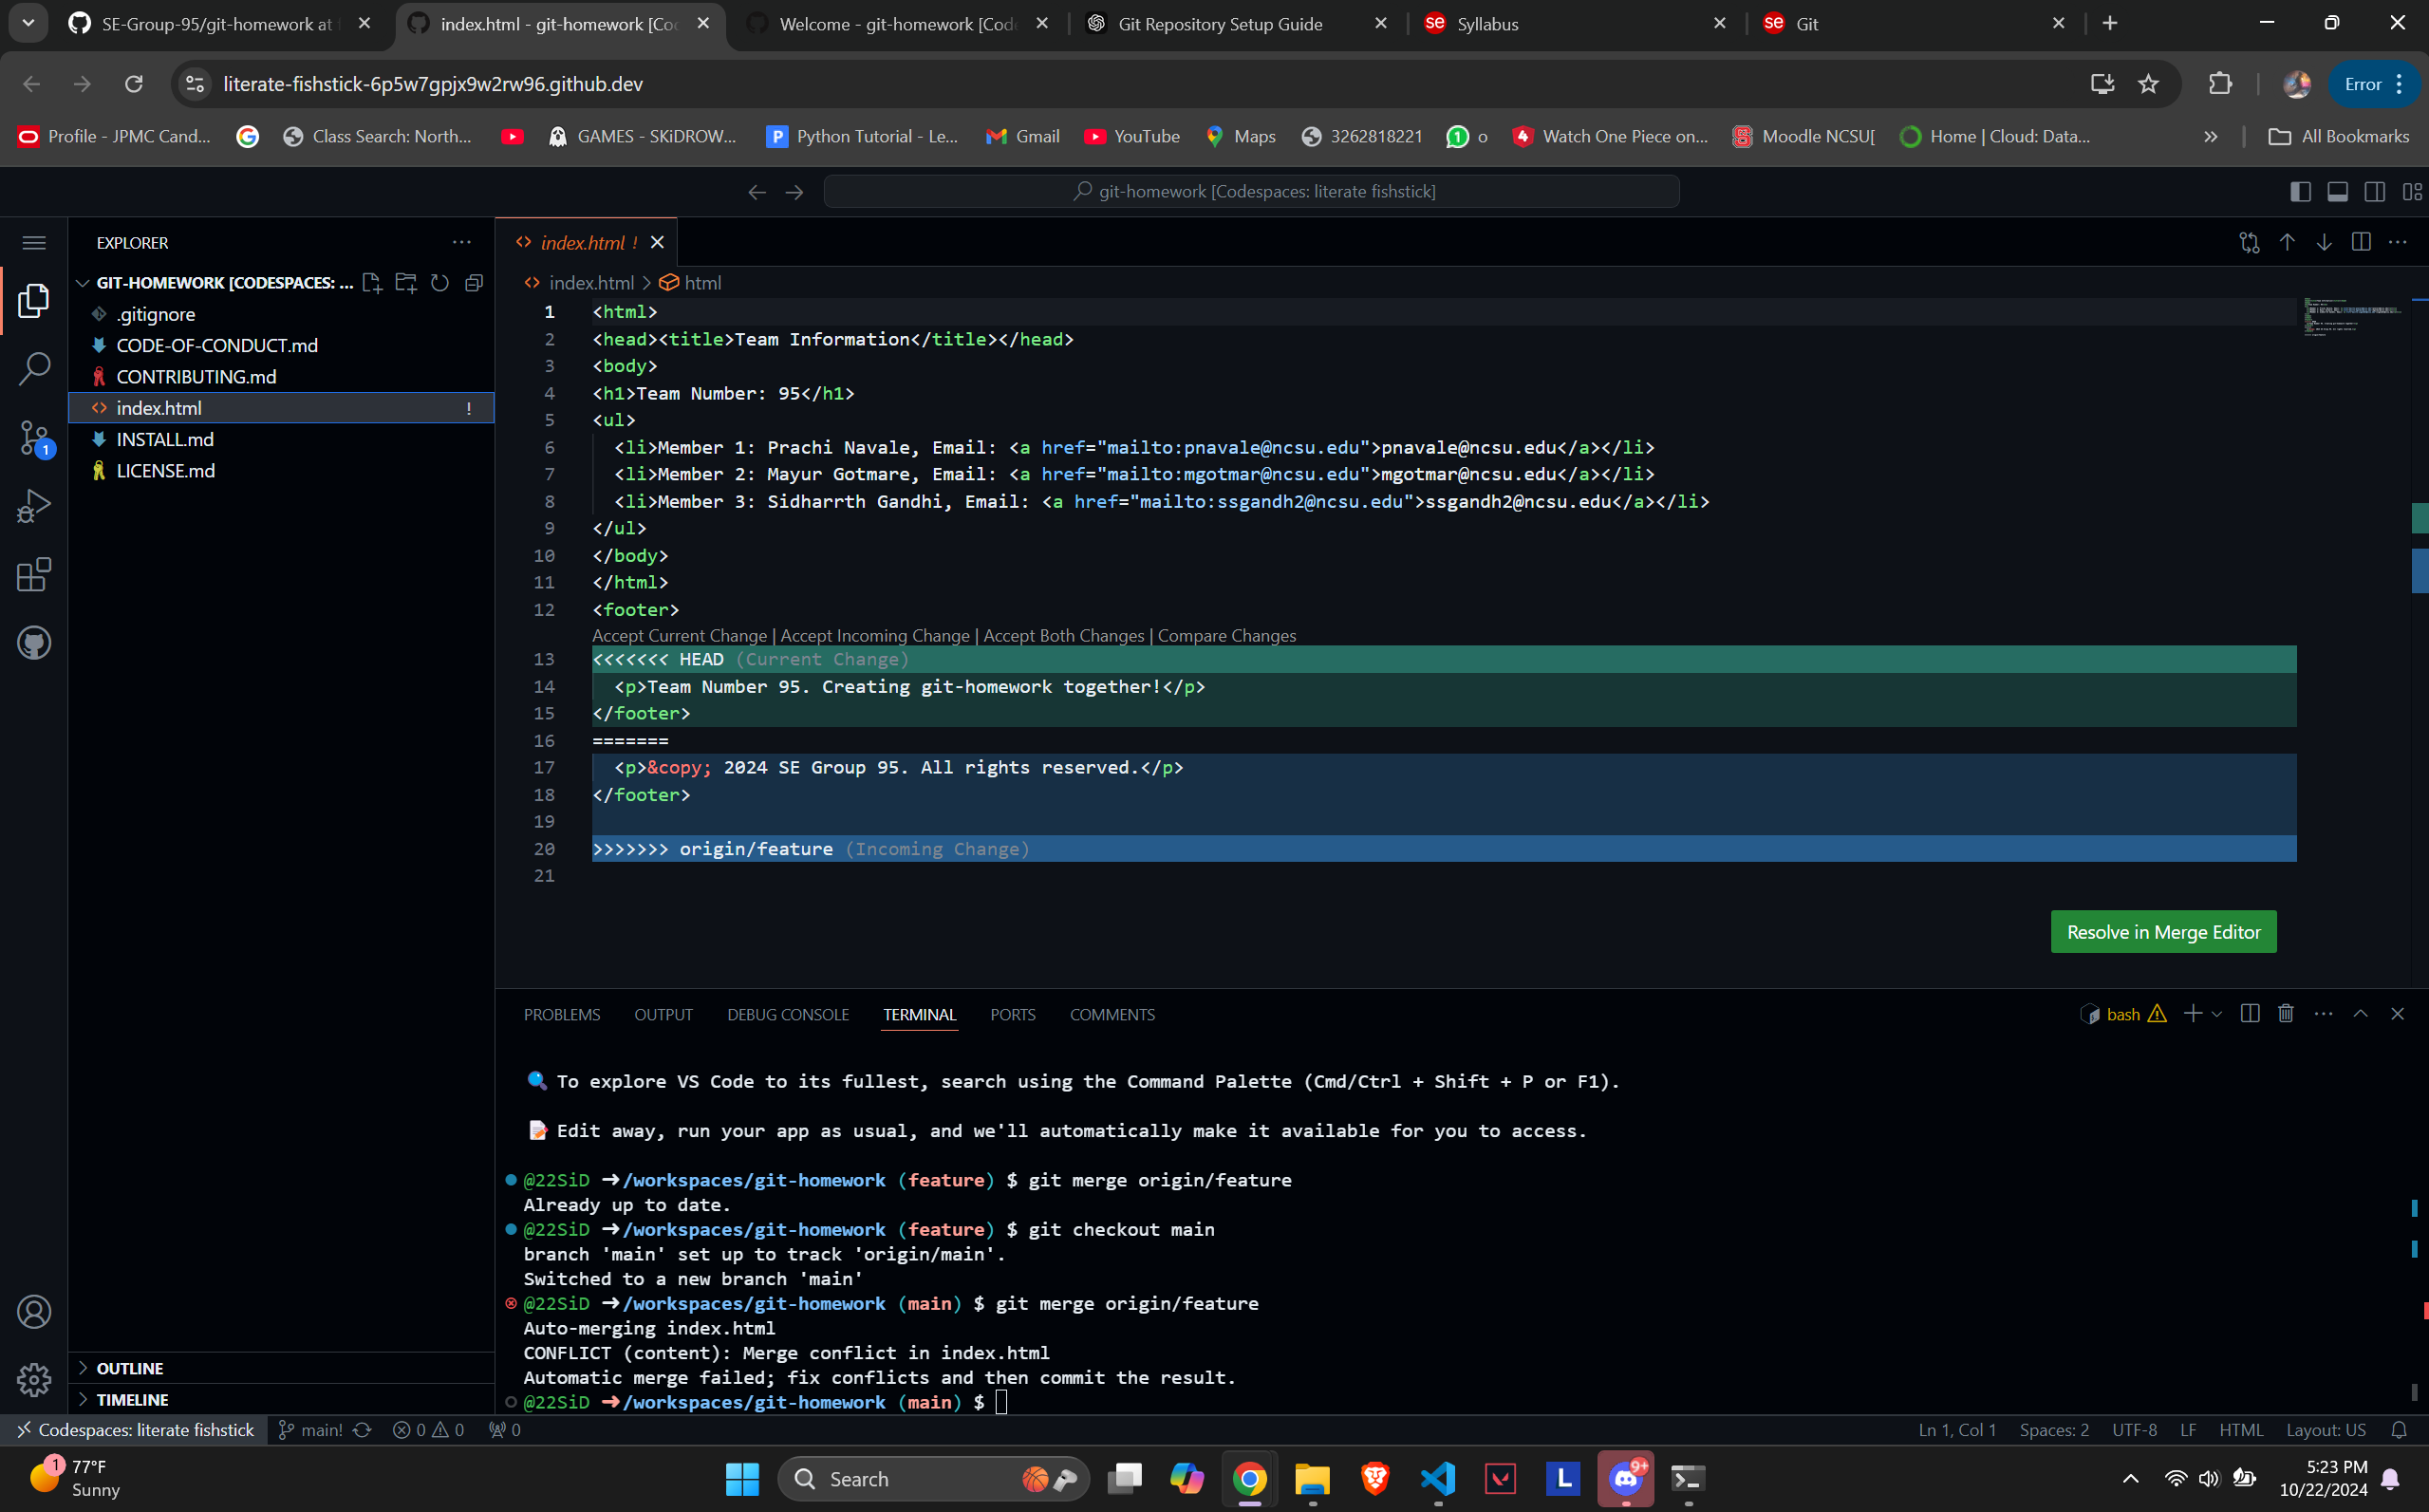 SE-Group-95/git-homework at f
index.html - git-homework [Cod
Welcome - git-homework [Code
Git Repository Setup Guide
Syllabus
Git
literate-fishstick-6p5w7gpjx9w2rw96.github.dev
Error
Profile - JPMC Cand...
Class Search: North...
GAMES - SKiDROW...
Python Tutorial - Le...
Gmail
YouTube
Maps
3262818221
o
Watch One Piece on...
Moodle NCSU[
Home | Cloud: Data...
All Bookmarks
git-homework [Codespaces: literate fishstick]
EXPLORER
index.html !
GIT-HOMEWORK [CODESPACES: ...
.gitignore
CODE-OF-CONDUCT.md
CONTRIBUTING.md
index.html !
INSTALL.md
LICENSE.md
1
index.html > html
1 <html>
2 <head><title>Team Information</title></head>
3 <body>
4 <h1>Team Number: 95</h1>
5 <ul>
6 <li>Member 1: Prachi Navale, Email: <a href="mailto:pnavale@ncsu.edu">pnavale@ncsu.edu</a></li>
7 <li>Member 2: Mayur Gotmare, Email: <a href="mailto:mgotmar@ncsu.edu">mgotmar@ncsu.edu</a></li>
8 <li>Member 3: Sidharrth Gandhi, Email: <a href="mailto:ssgandh2@ncsu.edu">ssgandh2@ncsu.edu</a></li>
9 </ul>
10 </body>
11 </html>
12 <footer>
Accept Current Change | Accept Incoming Change | Accept Both Changes | Compare Changes
13 <<<<<<< HEAD (Current Change)
14 <p>Team Number 95. Creating git-homework together!</p>
15 </footer>
16 =======
17 <p>&copy; 2024 SE Group 95. All rights reserved.</p>
18 </footer>
19
20 >>>>>>> origin/feature (Incoming Change)
21
Resolve in Merge Editor
PROBLEMS OUTPUT DEBUG CONSOLE TERMINAL PORTS COMMENTS
bash
To explore VS Code to its fullest, search using the Command Palette (Cmd/Ctrl + Shift + P or F1).
Edit away, run your app as usual, and we'll automatically make it available for you to access.
@22SiD ➜ /workspaces/git-homework (feature) $ git merge origin/feature
Already up to date.
@22SiD ➜ /workspaces/git-homework (feature) $ git checkout main
branch 'main' set up to track 'origin/main'.
Switched to a new branch 'main'
@22SiD ➜ /workspaces/git-homework (main) $ git merge origin/feature
Auto-merging index.html
CONFLICT (content): Merge conflict in index.html
Automatic merge failed; fix conflicts and then commit the result.
@22SiD ➜ /workspaces/git-homework (main) $
OUTLINE
TIMELINE
Codespaces: literate fishstick main! 0 0 0
Ln 1, Col 1 Spaces: 2 UTF-8 LF HTML Layout: US
1
77°F
Sunny
Search
L
9+
5:23 PM
10/22/2024